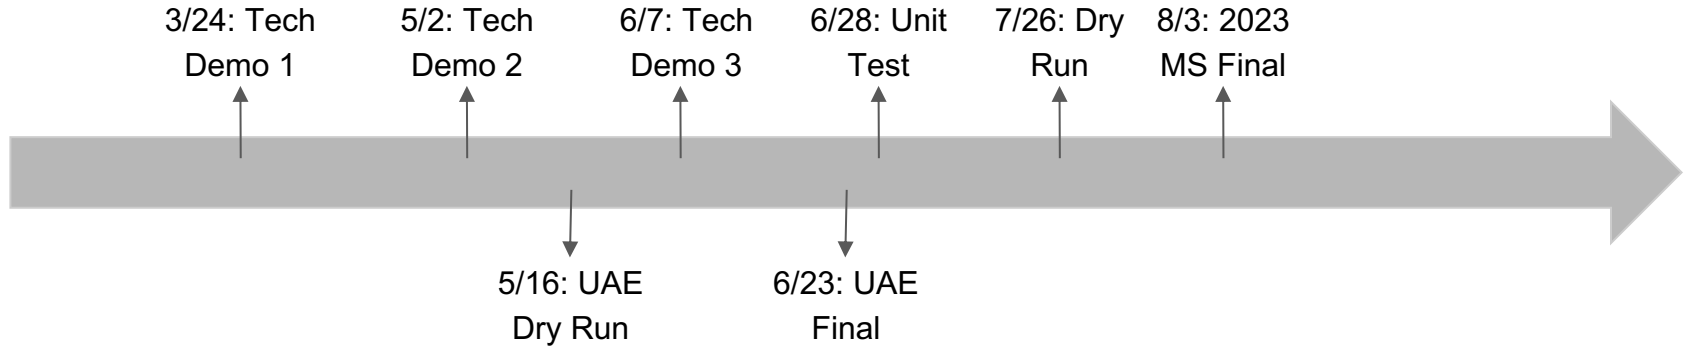 3/24: Tech
Demo 1
5/2: Tech
Demo 2
6/7: Tech
Demo 3
6/28: Unit
Test
7/26: Dry
Run
8/3: 2023
MS Final
5/16: UAE
Dry Run
6/23: UAE
Final